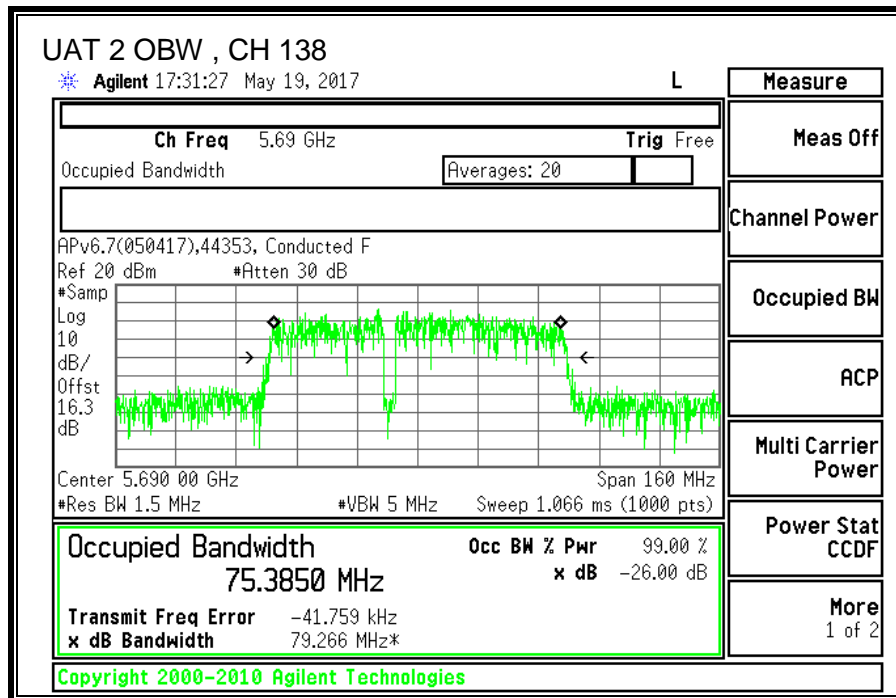 UAT 2 OBW , CH 138
Agilent 17:31:27 May 19, 2017 L
Measure
Ch Freq 5.69 GHz Trig Free
Meas Off
Occupied Bandwidth Averages: 20
Channel Power
APv6.7(050417),44353, Conducted F
Ref 20 dBm #Atten 30 dB
#Samp
Log
10
dB/
Offst
16.3
dB
Occupied BW
ACP
Center 5.690 00 GHz Span 160 MHz
#Res BW 1.5 MHz #VBW 5 MHz Sweep 1.066 ms (1000 pts)
Multi Carrier
Power
Occupied Bandwidth Occ BW % Pwr 99.00 %
75.3850 MHz x dB -26.00 dB
Transmit Freq Error -41.759 kHz
x dB Bandwidth 79.266 MHz*
Power Stat
CCDF
More
1 of 2
Copyright 2000-2010 Agilent Technologies